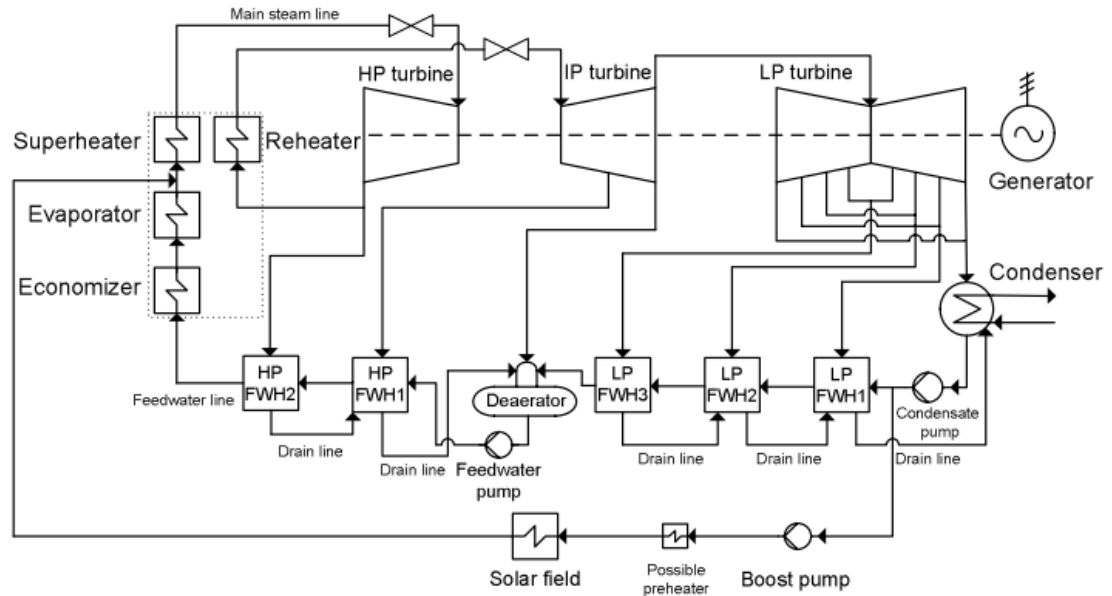 Main steam line
HP turbine
IP turbine
LP turbine
Superheater
Reheater
Generator
Evaporator
Economizer
Condenser
HP
FWH2
HP
FWH1
Deaerator
LP
FWH3
LP
FWH2
LP
FWH1
Condensate
pump
Feedwater line
Drain line
Drain line
Feedwater
pump
Drain line
Drain line
Drain line
Solar field
Possible
preheater
Boost pump